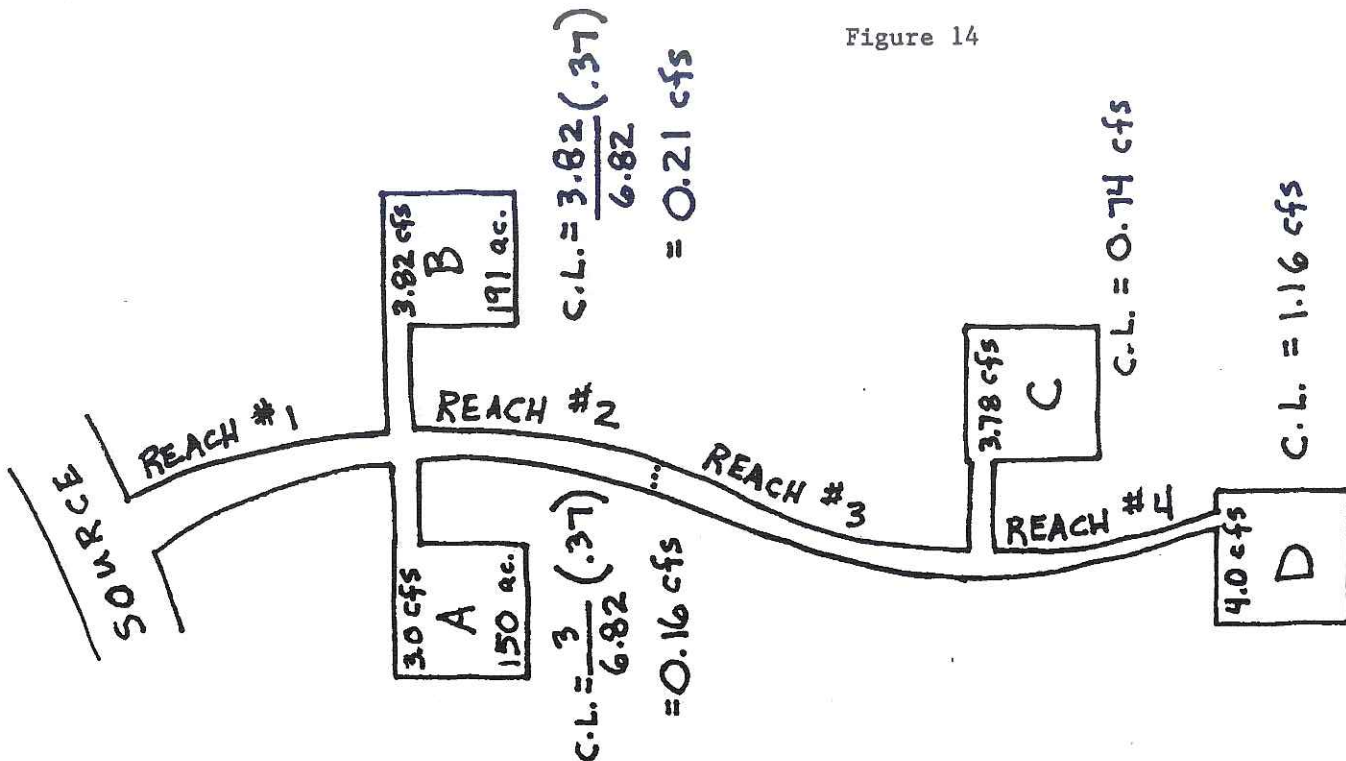 Figure 14
SOURCE
REACH #1
3.0 cfs
A
150 ac.
C.L. = 3/6.82 (.37)
= 0.16 cfs
3.82 cfs
B
191 ac.
C.L. = 3.82/6.82 (.37)
= 0.21 cfs
REACH #2
REACH #3
3.78 cfs
C
C.L. = 0.74 cfs
REACH #4
4.0 cfs
D
C.L. = 1.16 cfs